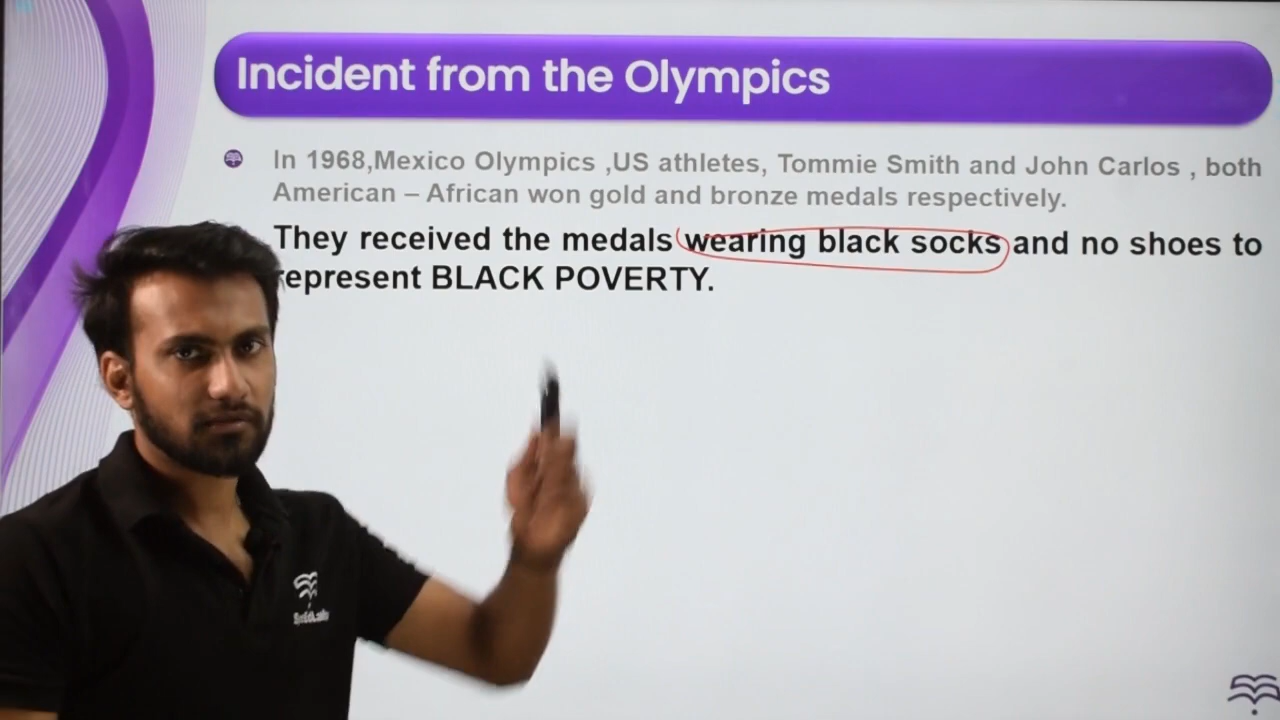 Incident from the Olympics
In 1968,Mexico Olympics ,US athletes, Tommie Smith and John Carlos , both
American – African won gold and bronze medals respectively.
They received the medals wearing black socks and no shoes to
represent BLACK POVERTY.